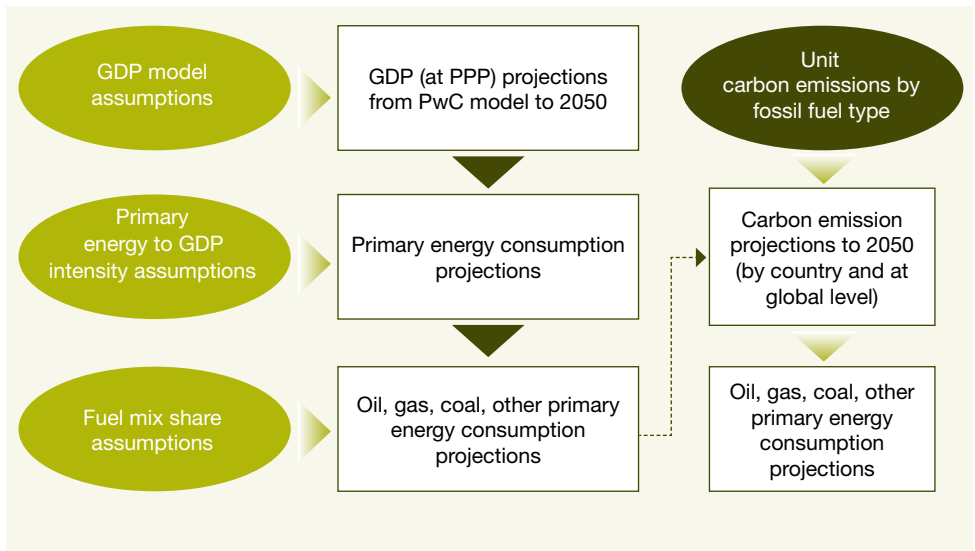 GDP model
assumptions
GDP (at PPP) projections
from PwC model to 2050
Unit
carbon emissions by
fossil fuel type
Primary
energy to GDP
intensity assumptions
Primary energy consumption
projections
Carbon emission
projections to 2050
(by country and at
global level)
Fuel mix share
assumptions
Oil, gas, coal, other primary
energy consumption
projections
Oil, gas, coal, other
primary energy
consumption
projections